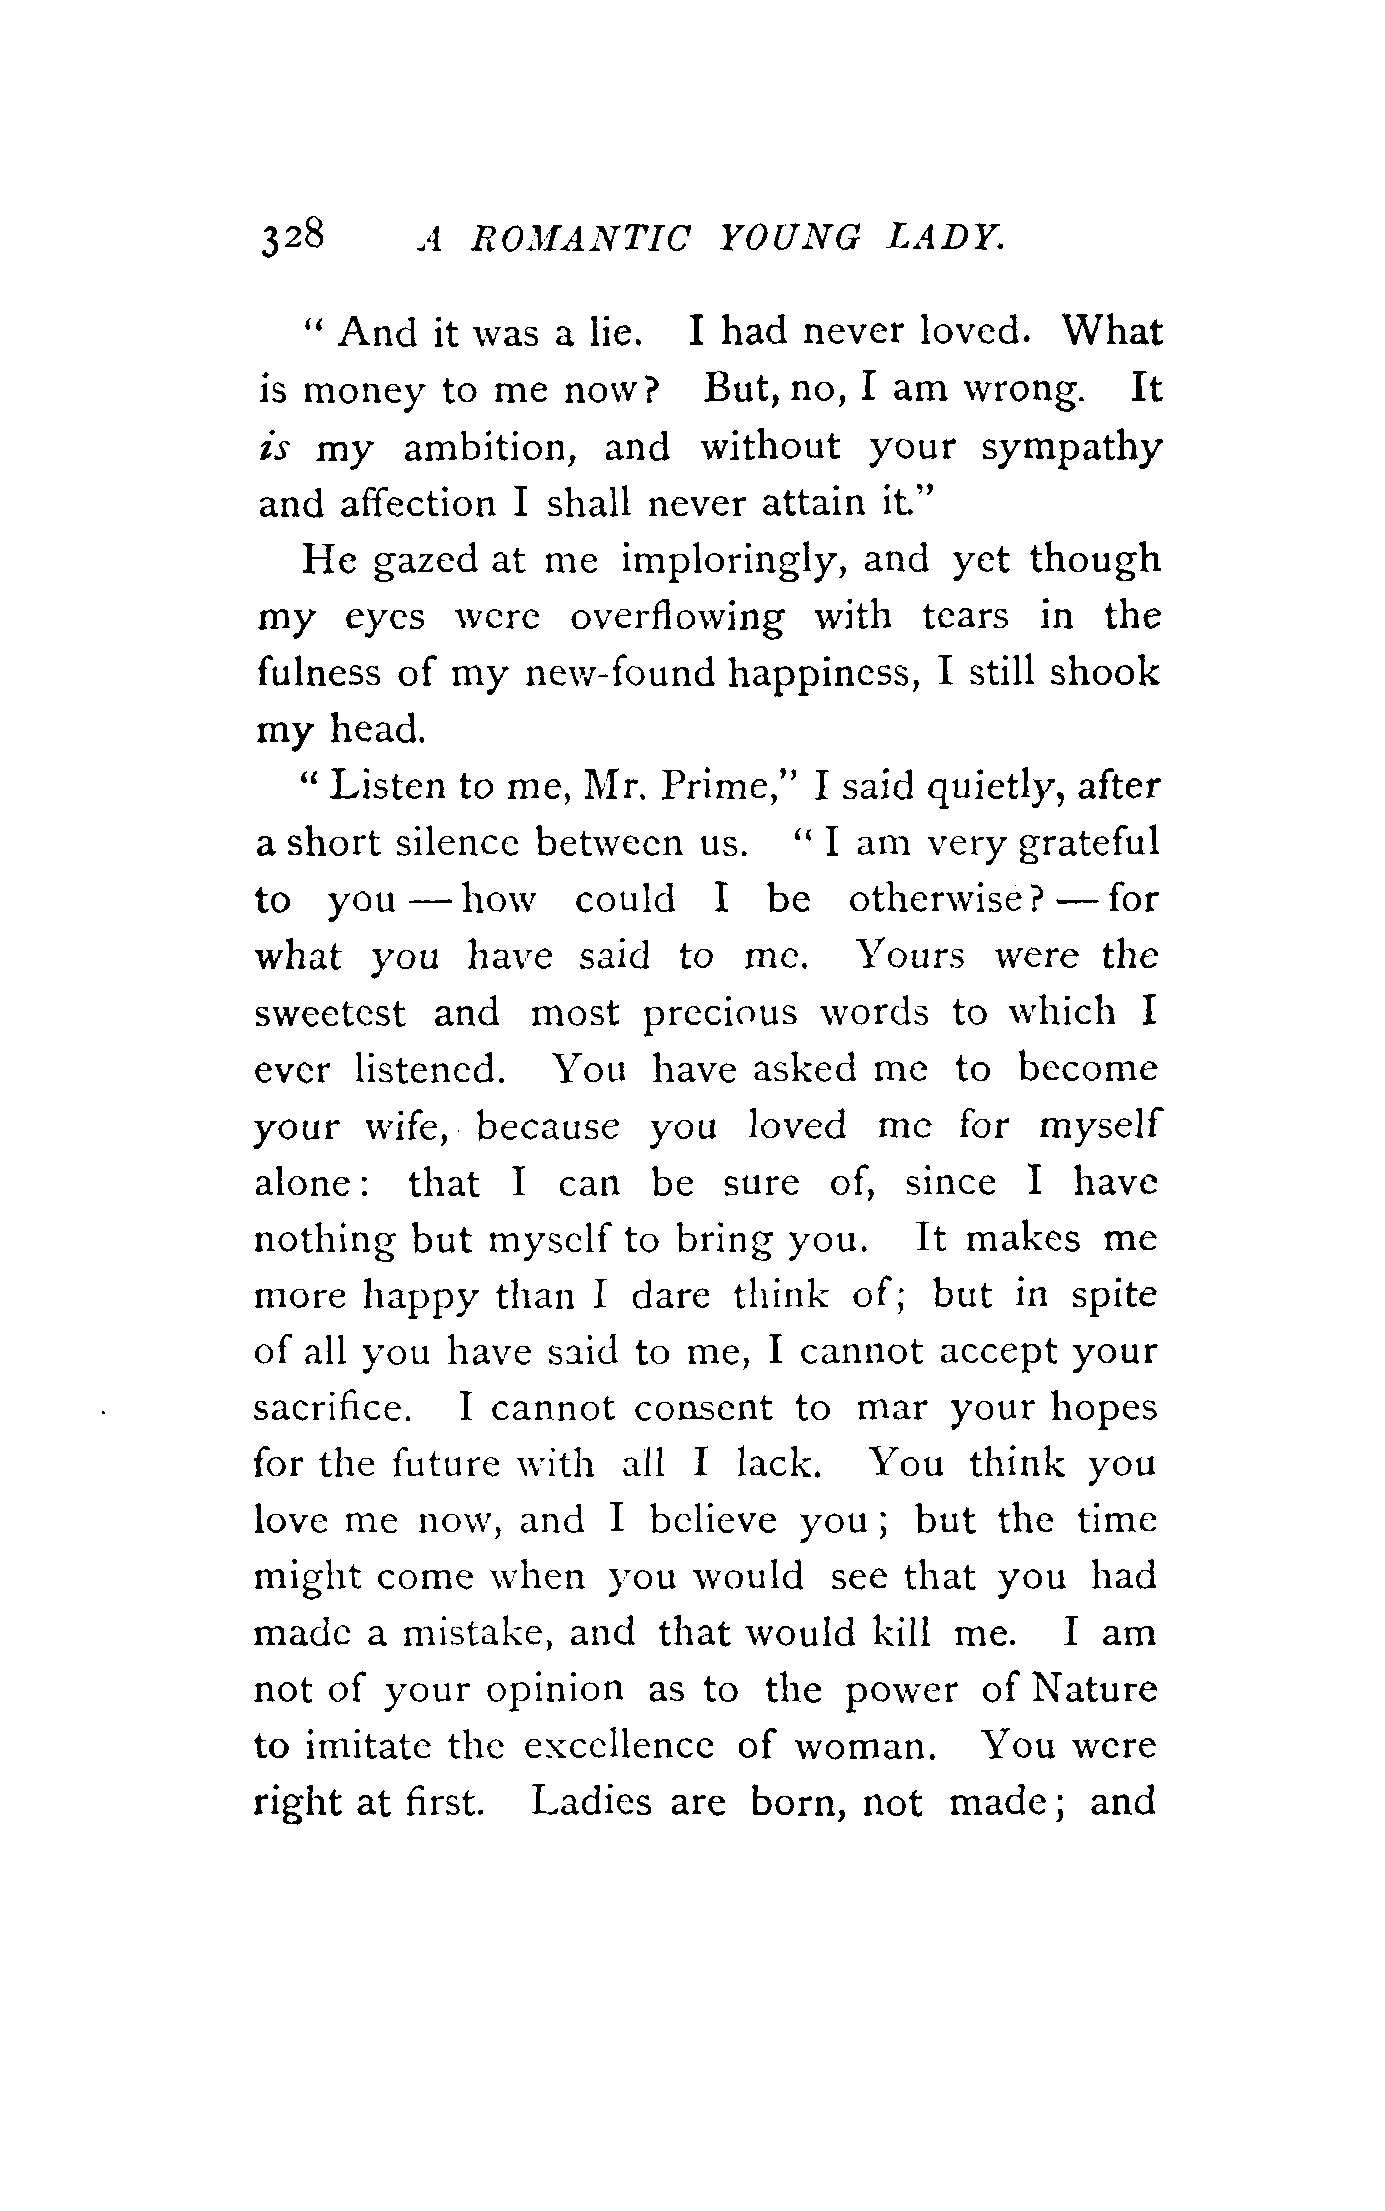 328 A ROMANTIC YOUNG LADY.
" And it was a lie. I had never loved. What
is money to me now? But, no, I am wrong. It
is my ambition, and without your sympathy
and affection I shall never attain it."
He gazed at me imploringly, and yet though
my eyes were overflowing with tears in the
fulness of my new-found happiness, I still shook
my head.
" Listen to me, Mr. Prime," I said quietly, after
a short silence between us. " I am very grateful
to you — how could I be otherwise? — for
what you have said to me. Yours were the
sweetest and most precious words to which I
ever listened. You have asked me to become
your wife, because you loved me for myself
alone: that I can be sure of, since I have
nothing but myself to bring you. It makes me
more happy than I dare think of; but in spite
of all you have said to me, I cannot accept your
sacrifice. I cannot consent to mar your hopes
for the future with all I lack. You think you
love me now, and I believe you; but the time
might come when you would see that you had
made a mistake, and that would kill me. I am
not of your opinion as to the power of Nature
to imitate the excellence of woman. You were
right at first. Ladies are born, not made; and